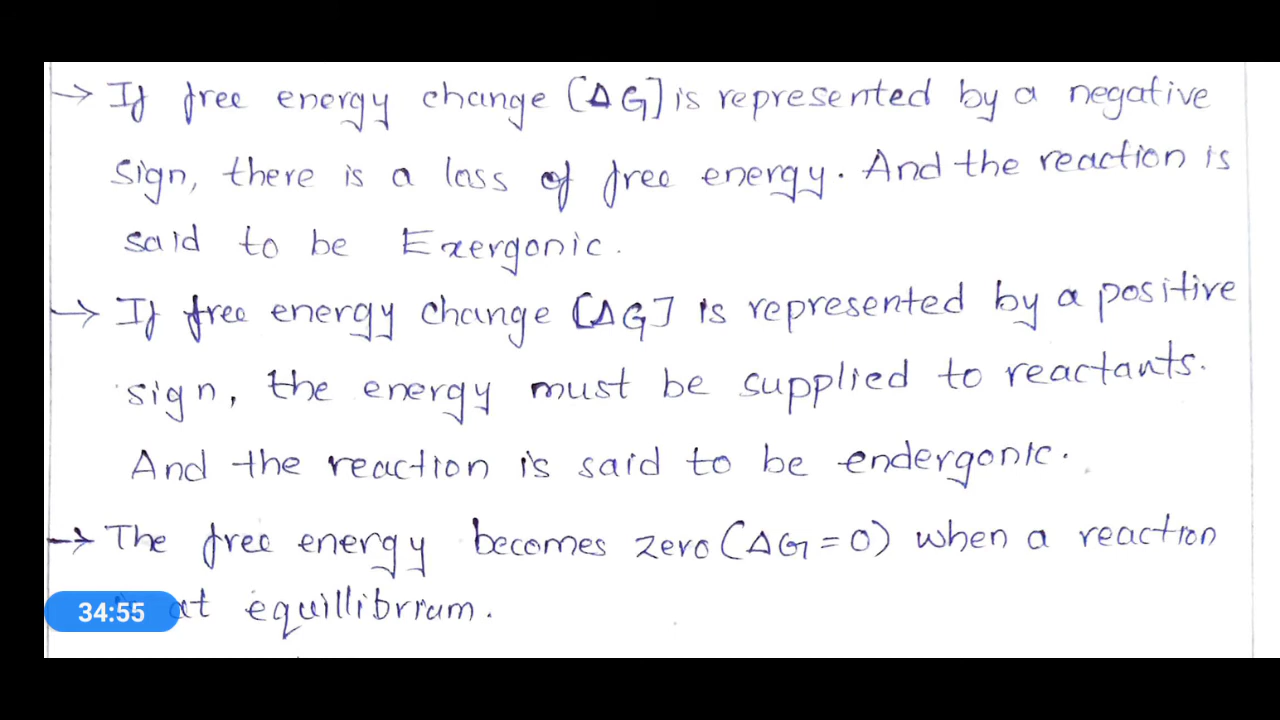 → If free energy change [ΔG] is represented by a negative
sign, there is a loss of free energy. And the reaction is
said to be Exergonic.
→ If free energy change [ΔG] is represented by a positive
sign, the energy must be supplied to reactants.
And the reaction is said to be endergonic.
→ The free energy becomes zero (ΔG = 0) when a reaction
at equillibrium.
34:55